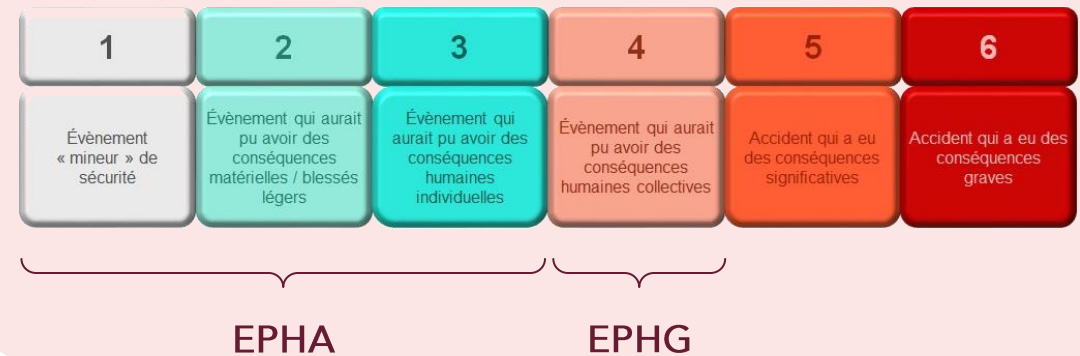 1
2
3
4
5
6
Évènement
« mineur » de
sécurité
Évènement qui aurait
pu avoir des
conséquences
matérielles / blessés
légers
Évènement qui
aurait pu avoir des
conséquences
humaines
individuelles
Évènement qui aurait
pu avoir des
conséquences
humaines collectives
Accident qui a eu
des conséquences
significatives
Accident qui a eu des
conséquences
graves
EPHA
EPHG